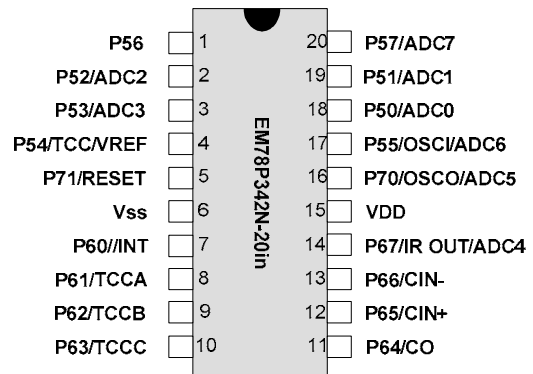 P56 1 20 P57/ADC7
P52/ADC2 2 19 P51/ADC1
P53/ADC3 3 18 P50/ADC0
P54/TCC/VREF 4 17 P55/OSCI/ADC6
P71/RESET 5 16 P70/OSCO/ADC5
Vss 6 15 VDD
P60//INT 7 14 P67/IR OUT/ADC4
P61/TCCA 8 13 P66/CIN-
P62/TCCB 9 12 P65/CIN+
P63/TCCC 10 11 P64/CO
EM78P342N-20in